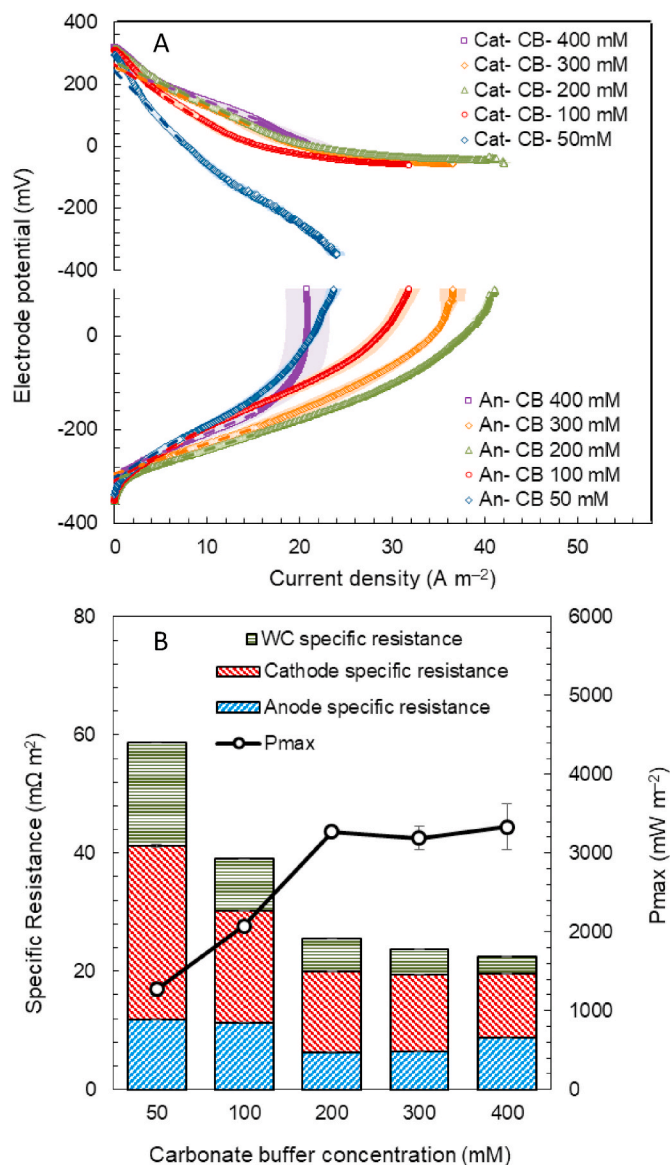 A
Cat- CB- 400 mM
Cat- CB- 300 mM
Cat- CB- 200 mM
Cat- CB- 100 mM
Cat- CB- 50mM
400
200
0
-200
-400
0
-200
-400
Electrode potential (mV)
An- CB 400 mM
An- CB 300 mM
An- CB 200 mM
An- CB 100 mM
An- CB 50 mM
0 10 20 30 40 50
Current density (A m⁻²)
B
WC specific resistance
Cathode specific resistance
Anode specific resistance
Pmax
80
60
40
20
0
Specific Resistance (mΩ m²)
6000
5000
4000
3000
2000
1000
0
Pmax (mW m⁻²)
50 100 200 300 400
Carbonate buffer concentration (mM)